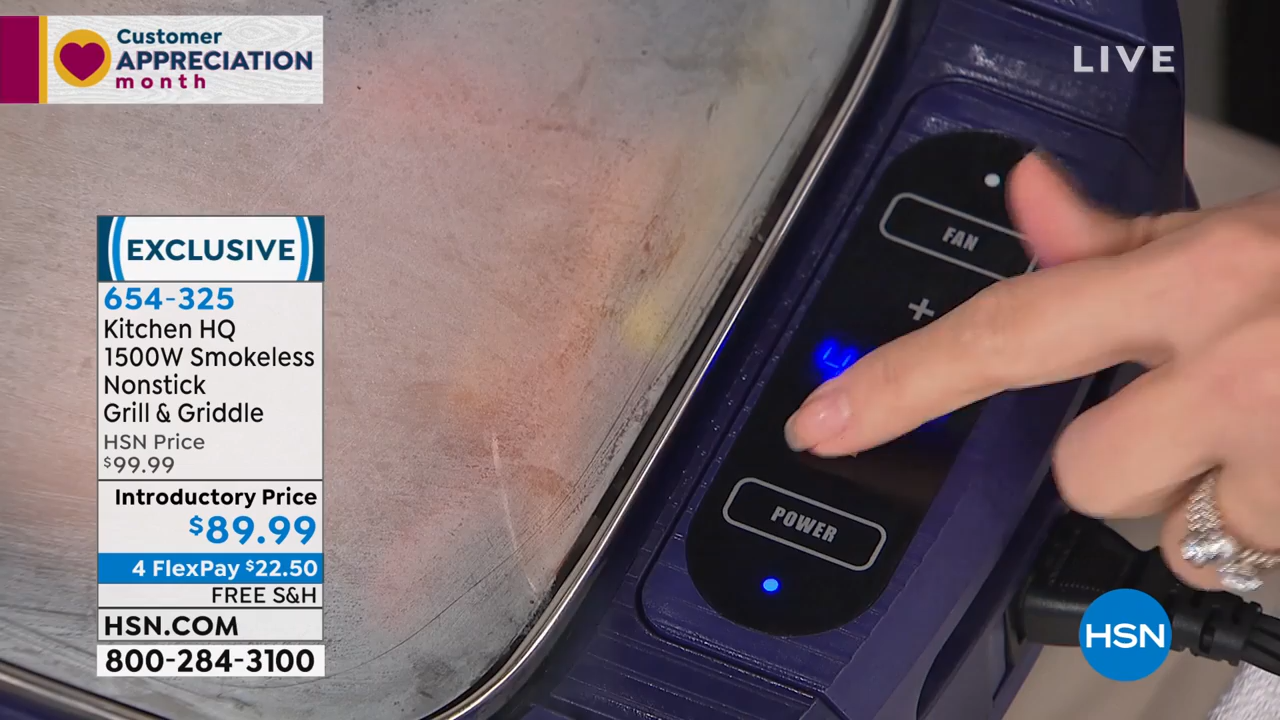 Customer
APPRECIATION
month
LIVE
EXCLUSIVE
654-325
Kitchen HQ
1500W Smokeless
Nonstick
Grill & Griddle
HSN Price
$99.99
Introductory Price
$89.99
4 FlexPay $22.50
FREE S&H
HSN.COM
800-284-3100
FAN
+
POWER
HSN